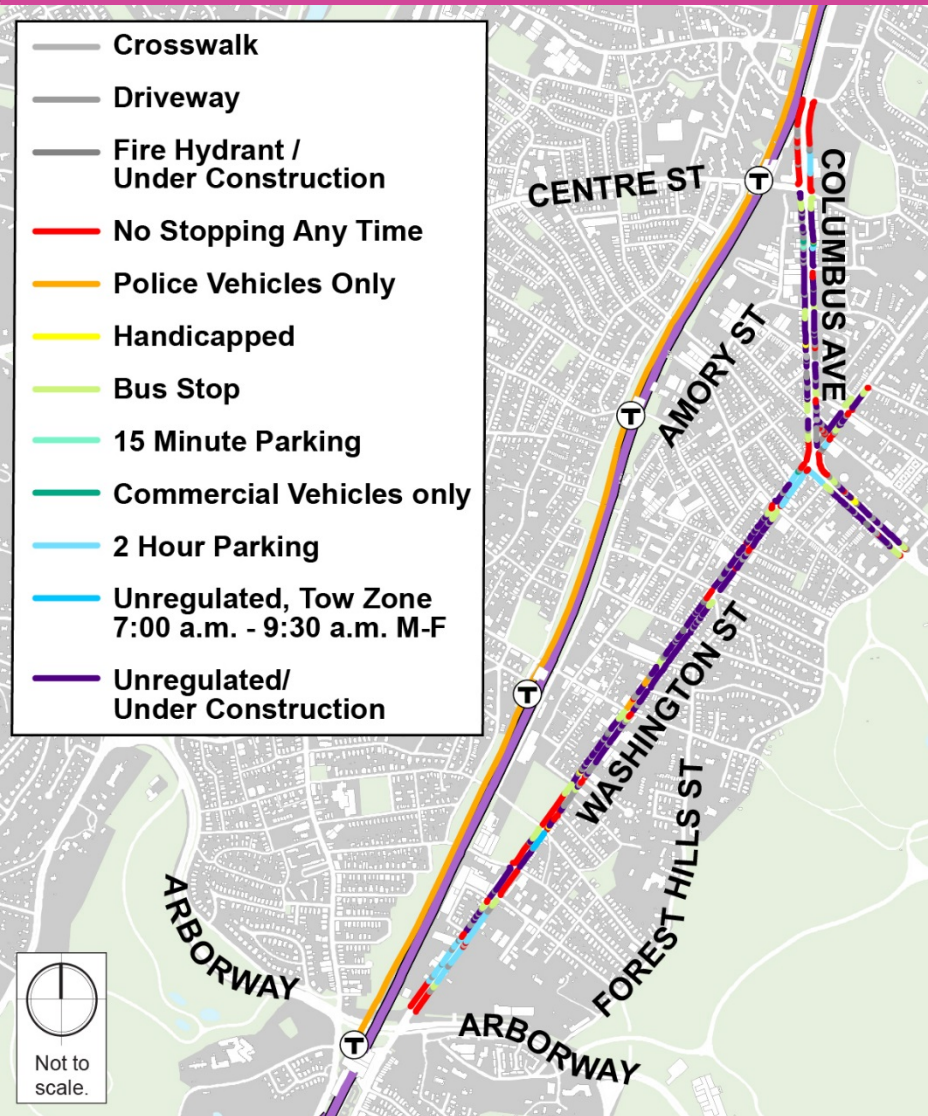 Crosswalk
Driveway
Fire Hydrant /
Under Construction
No Stopping Any Time
Police Vehicles Only
Handicapped
Bus Stop
15 Minute Parking
Commercial Vehicles only
2 Hour Parking
Unregulated, Tow Zone
7:00 a.m. - 9:30 a.m. M-F
Unregulated/
Under Construction
CENTRE ST
T
COLUMBUS AVE
AMORY ST
T
WASHINGTON ST
T
FOREST HILLS ST
ARBORWAY
ARBORWAY
T
Not to
scale.